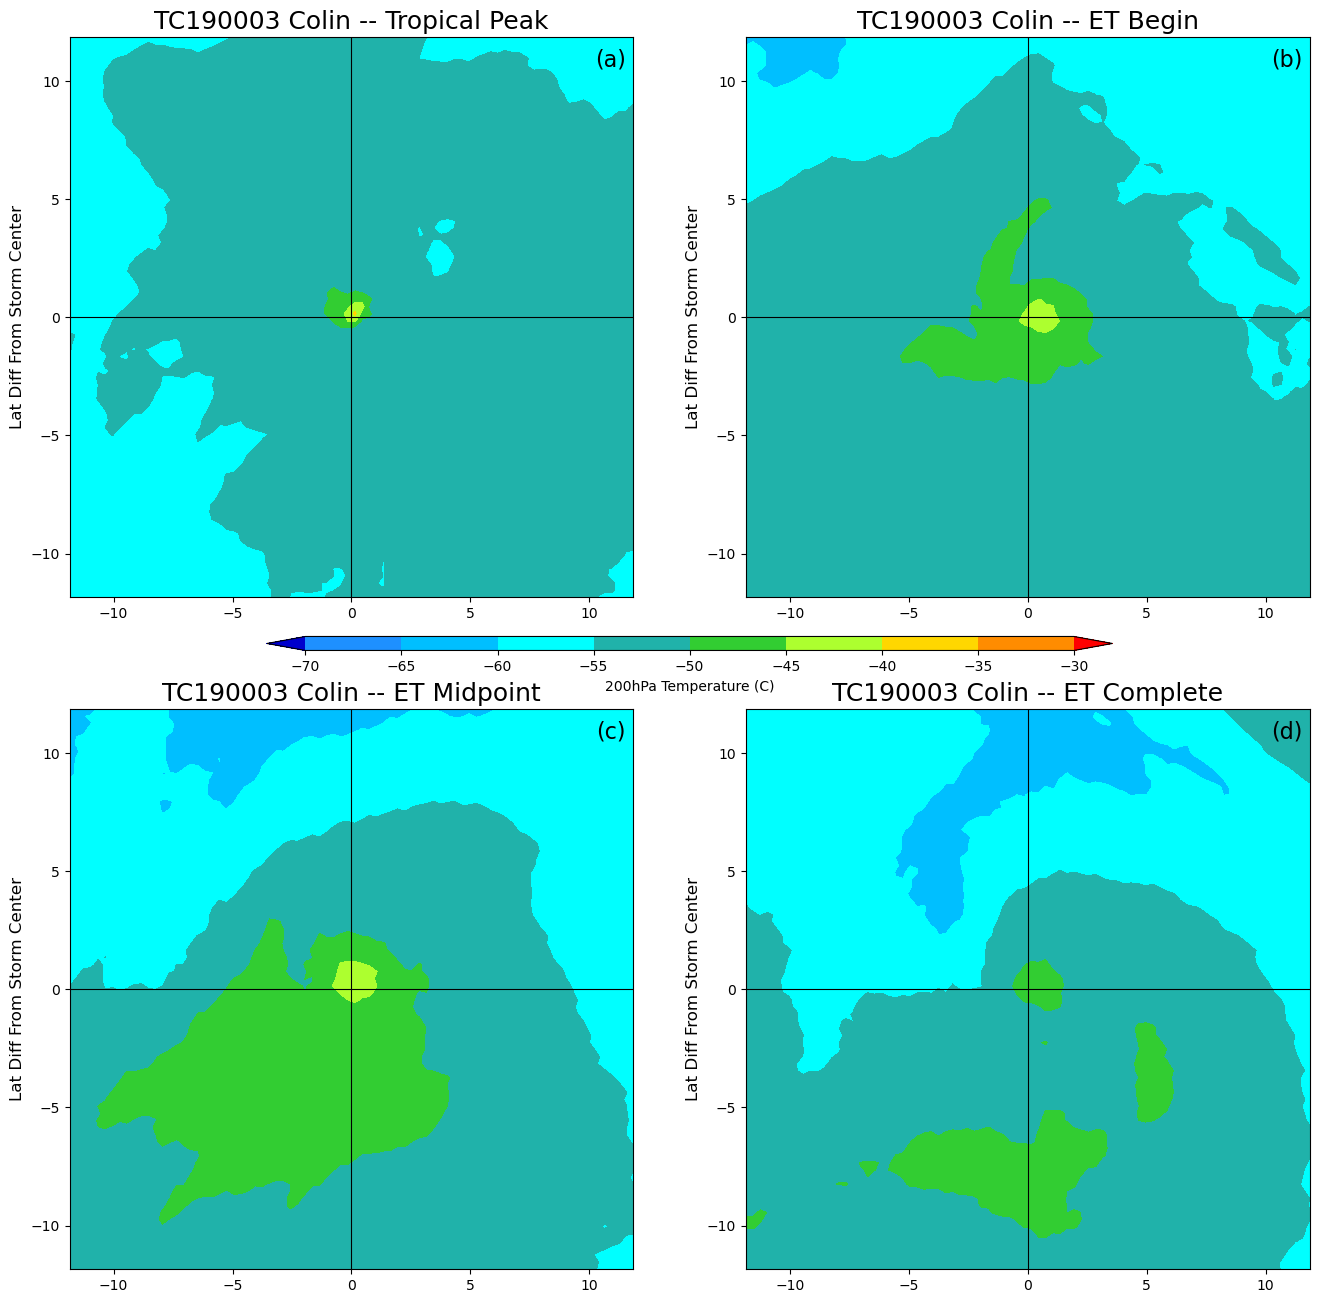 TC190003 Colin -- Tropical Peak
TC190003 Colin -- ET Begin
(a)
(b)
10
5
0
−5
−10
Lat Diff From Storm Center
−10 −5 0 5 10
10
5
0
−5
−10
Lat Diff From Storm Center
−10 −5 0 5 10
−70 −65 −60 −55 −50 −45 −40 −35 −30
200hPa Temperature (C)
TC190003 Colin -- ET Midpoint
TC190003 Colin -- ET Complete
(c)
(d)
10
5
0
−5
−10
Lat Diff From Storm Center
−10 −5 0 5 10
10
5
0
−5
−10
Lat Diff From Storm Center
−10 −5 0 5 10